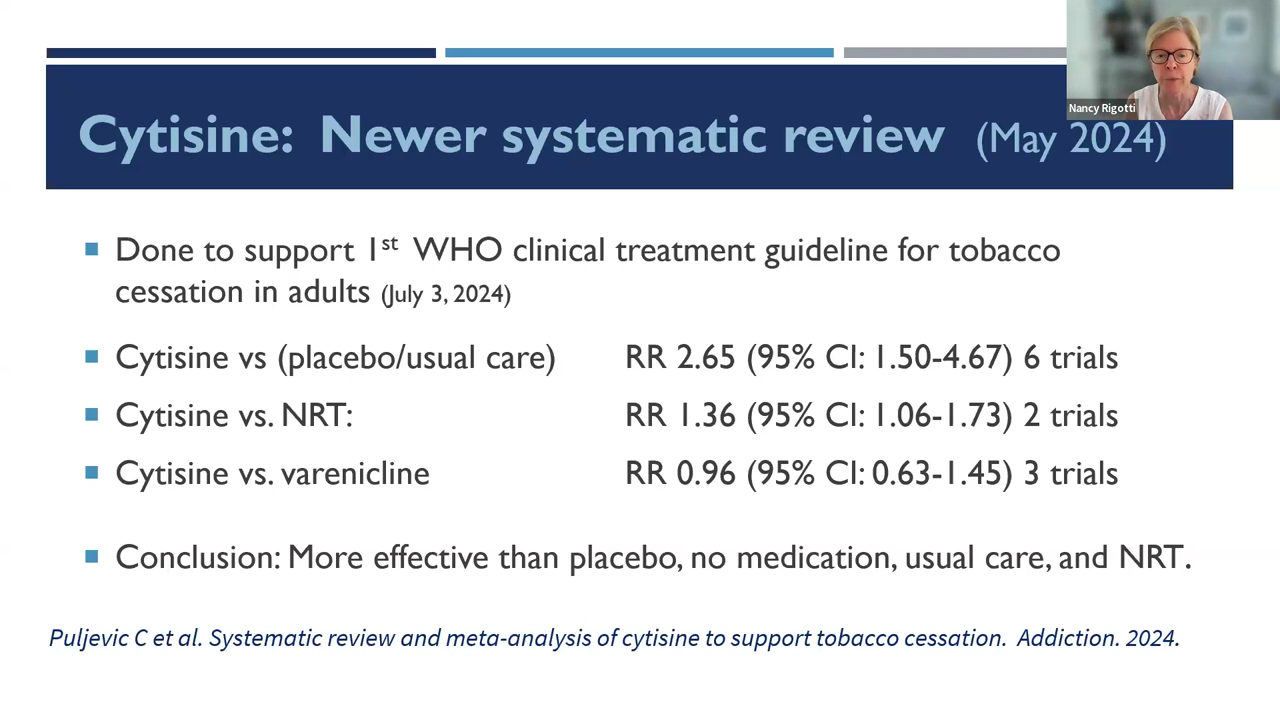 Nancy Rigotti
Cytisine: Newer systematic review (May 2024)
Done to support 1st WHO clinical treatment guideline for tobacco
cessation in adults (July 3, 2024)
Cytisine vs (placebo/usual care) RR 2.65 (95% CI: 1.50-4.67) 6 trials
Cytisine vs. NRT: RR 1.36 (95% CI: 1.06-1.73) 2 trials
Cytisine vs. varenicline RR 0.96 (95% CI: 0.63-1.45) 3 trials
Conclusion: More effective than placebo, no medication, usual care, and NRT.
Puljevic C et al. Systematic review and meta-analysis of cytisine to support tobacco cessation. Addiction. 2024.